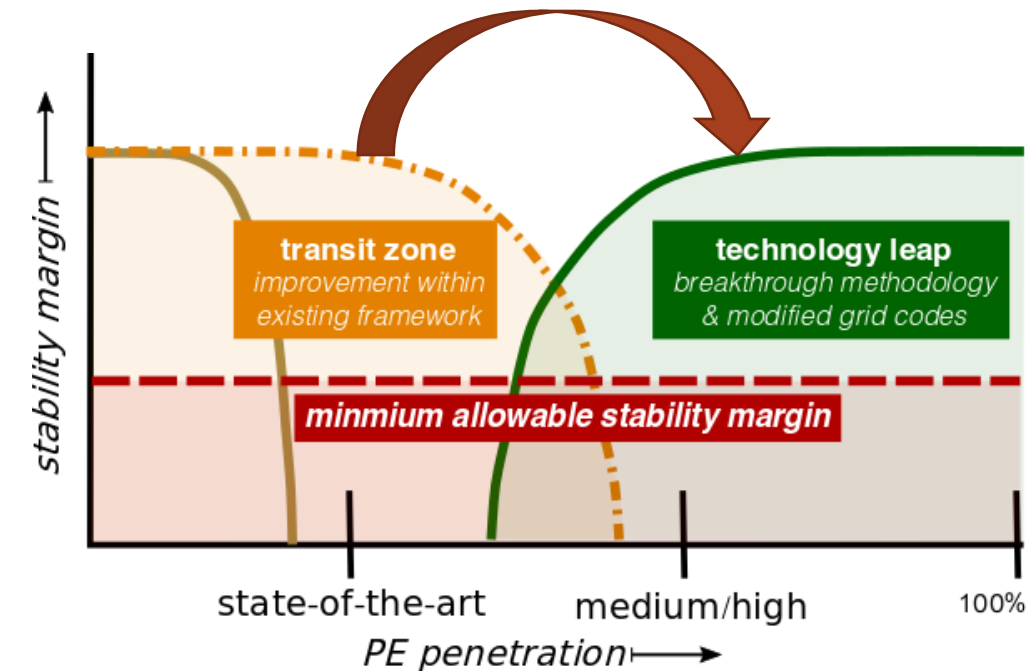 stability margin
transit zone
improvement within
existing framework
technology leap
breakthrough methodology
& modified grid codes
minmium allowable stability margin
state-of-the-art
medium/high
100%
PE penetration